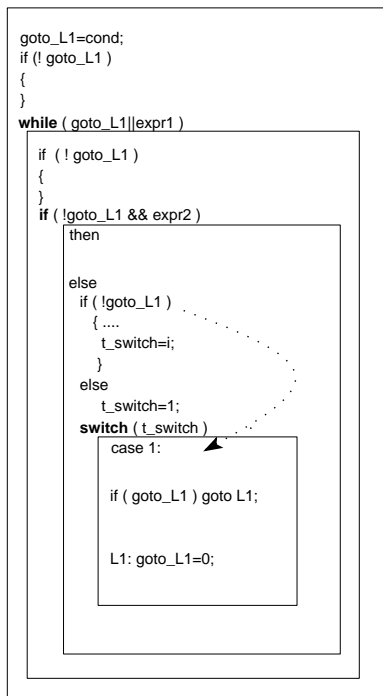 goto_L1=cond;
if (! goto_L1 )
{
}
while ( goto_L1||expr1 )
if ( ! goto_L1 )
{
}
if ( !goto_L1 && expr2 )
then
else
if ( !goto_L1 )
{ ....
t_switch=i;
}
else
t_switch=1;
switch ( t_switch )
case 1:
if ( goto_L1 ) goto L1;
L1: goto_L1=0;